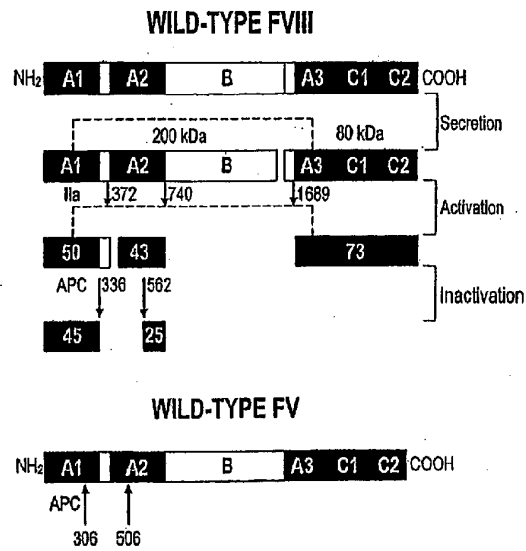 WILD-TYPE FVIII
NH2 A1 A2 B A3 C1 C2 COOH
Secretion
200 kDa 80 kDa
A1 A2 B A3 C1 C2
IIa 372 740 1689
Activation
50 43 73
APC 336 562
Inactivation
45 25
WILD-TYPE FV
NH2 A1 A2 B A3 C1 C2 COOH
APC
306 506